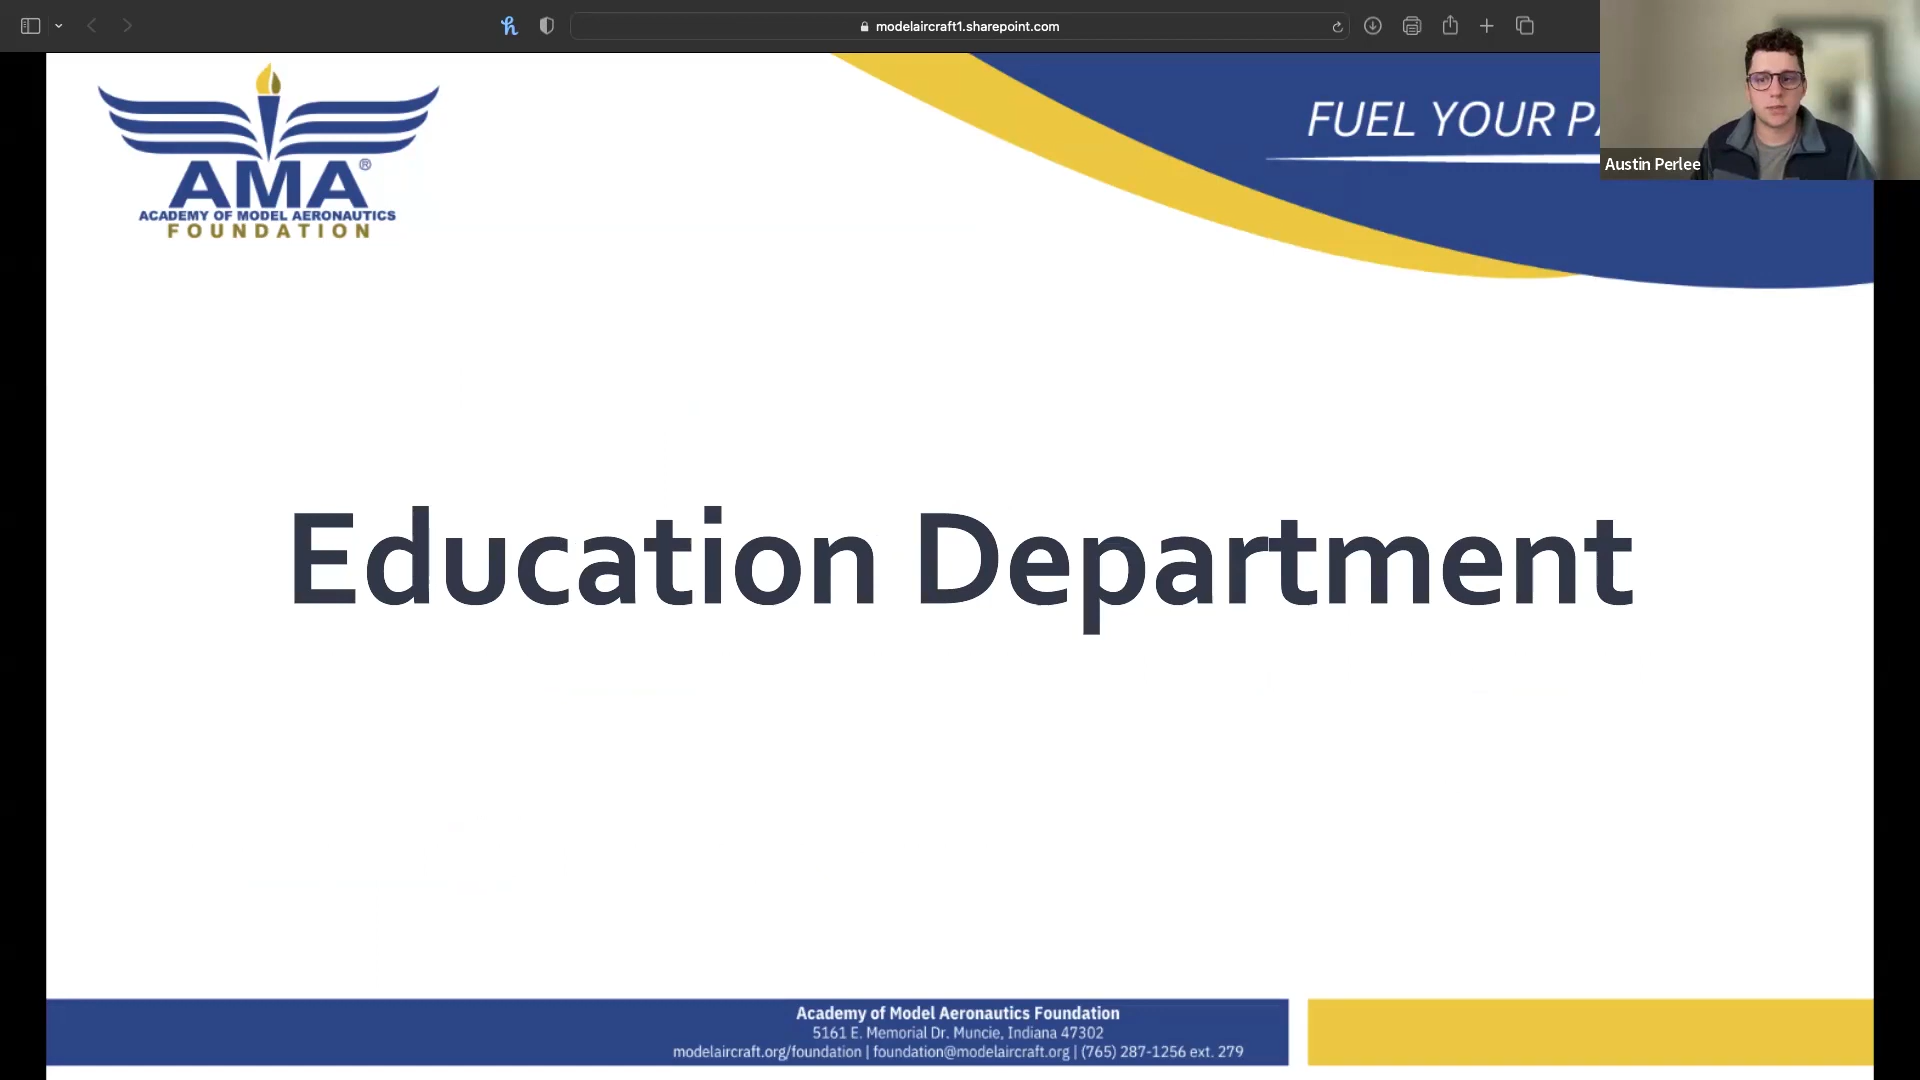 modelaircraft1.sharepoint.com
FUEL YOUR
Austin Perlee
AMA®
ACADEMY OF MODEL AERONAUTICS
FOUNDATION
Education Department
Academy of Model Aeronautics Foundation
5161 E. Memorial Dr. Muncie, Indiana 47302
modelaircraft.org/foundation | foundation@modelaircraft.org | (765) 287-1256 ext. 279